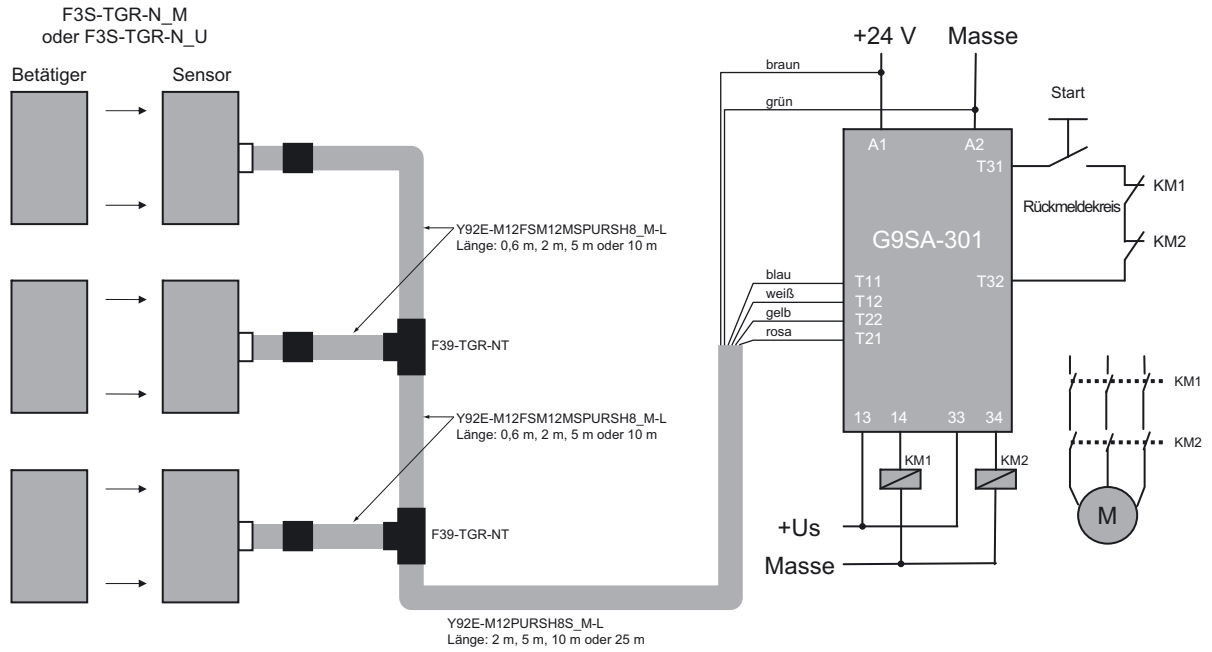 F3S-TGR-N_M
oder F3S-TGR-N_U
Betätiger
Sensor
+24 V
Masse
braun
grün
Start
A1
A2
T31
KM1
Rückmeldekreis
Y92E-M12FSM12MSPURSH8_M-L
Länge: 0,6 m, 2 m, 5 m oder 10 m
G9SA-301
KM2
blau
T11
T32
weiß
T12
gelb
T22
rosa
T21
F39-TGR-NT
KM1
Y92E-M12FSM12MSPURSH8_M-L
Länge: 0,6 m, 2 m, 5 m oder 10 m
13
14
33
34
KM2
KM1
KM2
M
+Us
F39-TGR-NT
Masse
Y92E-M12PURSH8S_M-L
Länge: 2 m, 5 m, 10 m oder 25 m